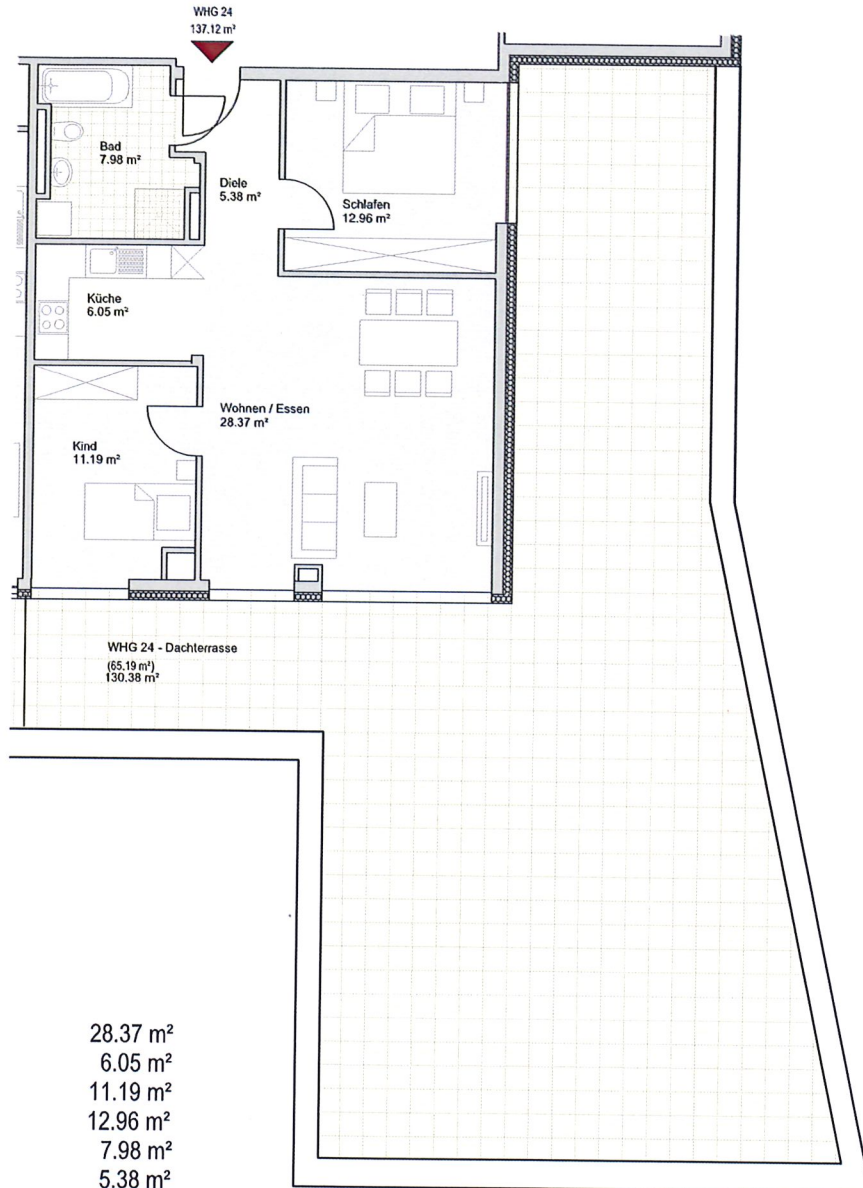 WHG 24
137.12 m²
Bad
7.98 m²
Diele
5.38 m²
Schlafen
12.96 m²
Küche
6.05 m²
Wohnen / Essen
28.37 m²
Kind
11.19 m²
WHG 24 - Dachterrasse
(65.19 m²)
130.38 m²
28.37 m²
6.05 m²
11.19 m²
12.96 m²
7.98 m²
5.38 m²